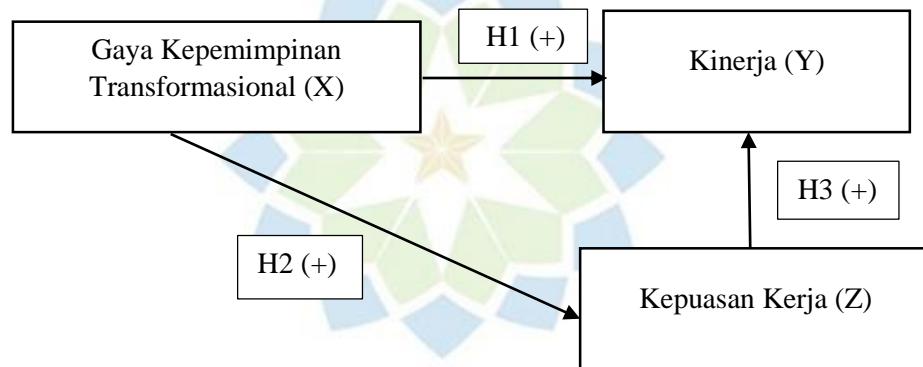 Gaya Kepemimpinan
Transformasional (X)
H1 (+)
Kinerja (Y)
H2 (+)
H3 (+)
Kepuasan Kerja (Z)